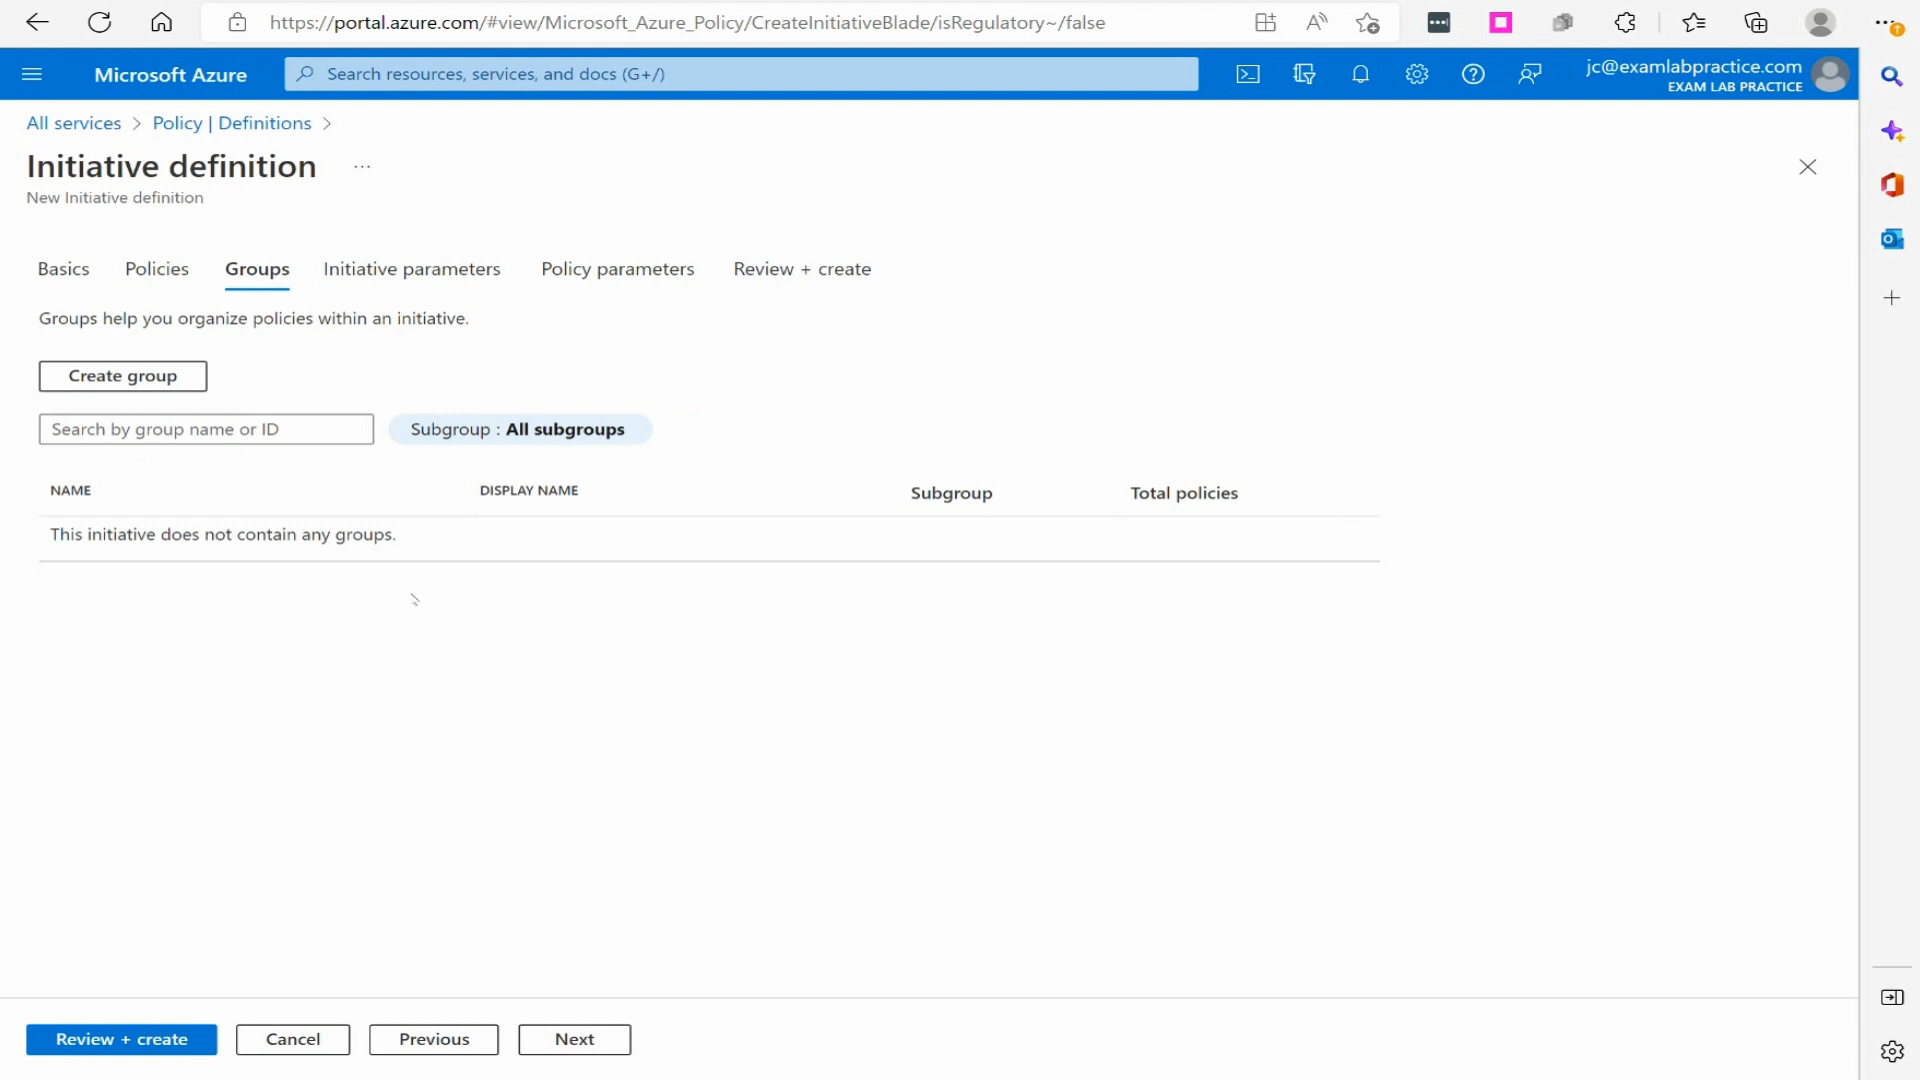 https://portal.azure.com/#view/Microsoft_Azure_Policy/CreateInitiativeBlade/isRegulatory~/false
Microsoft Azure
Search resources, services, and docs (G+/)
jc@examlabpractice.com
EXAM LAB PRACTICE
All services > Policy | Definitions >
Initiative definition ...
New Initiative definition
Basics Policies Groups Initiative parameters Policy parameters Review + create
Groups help you organize policies within an initiative.
Create group
Search by group name or ID Subgroup : All subgroups
NAME DISPLAY NAME Subgroup Total policies
This initiative does not contain any groups.
Review + create Cancel Previous Next